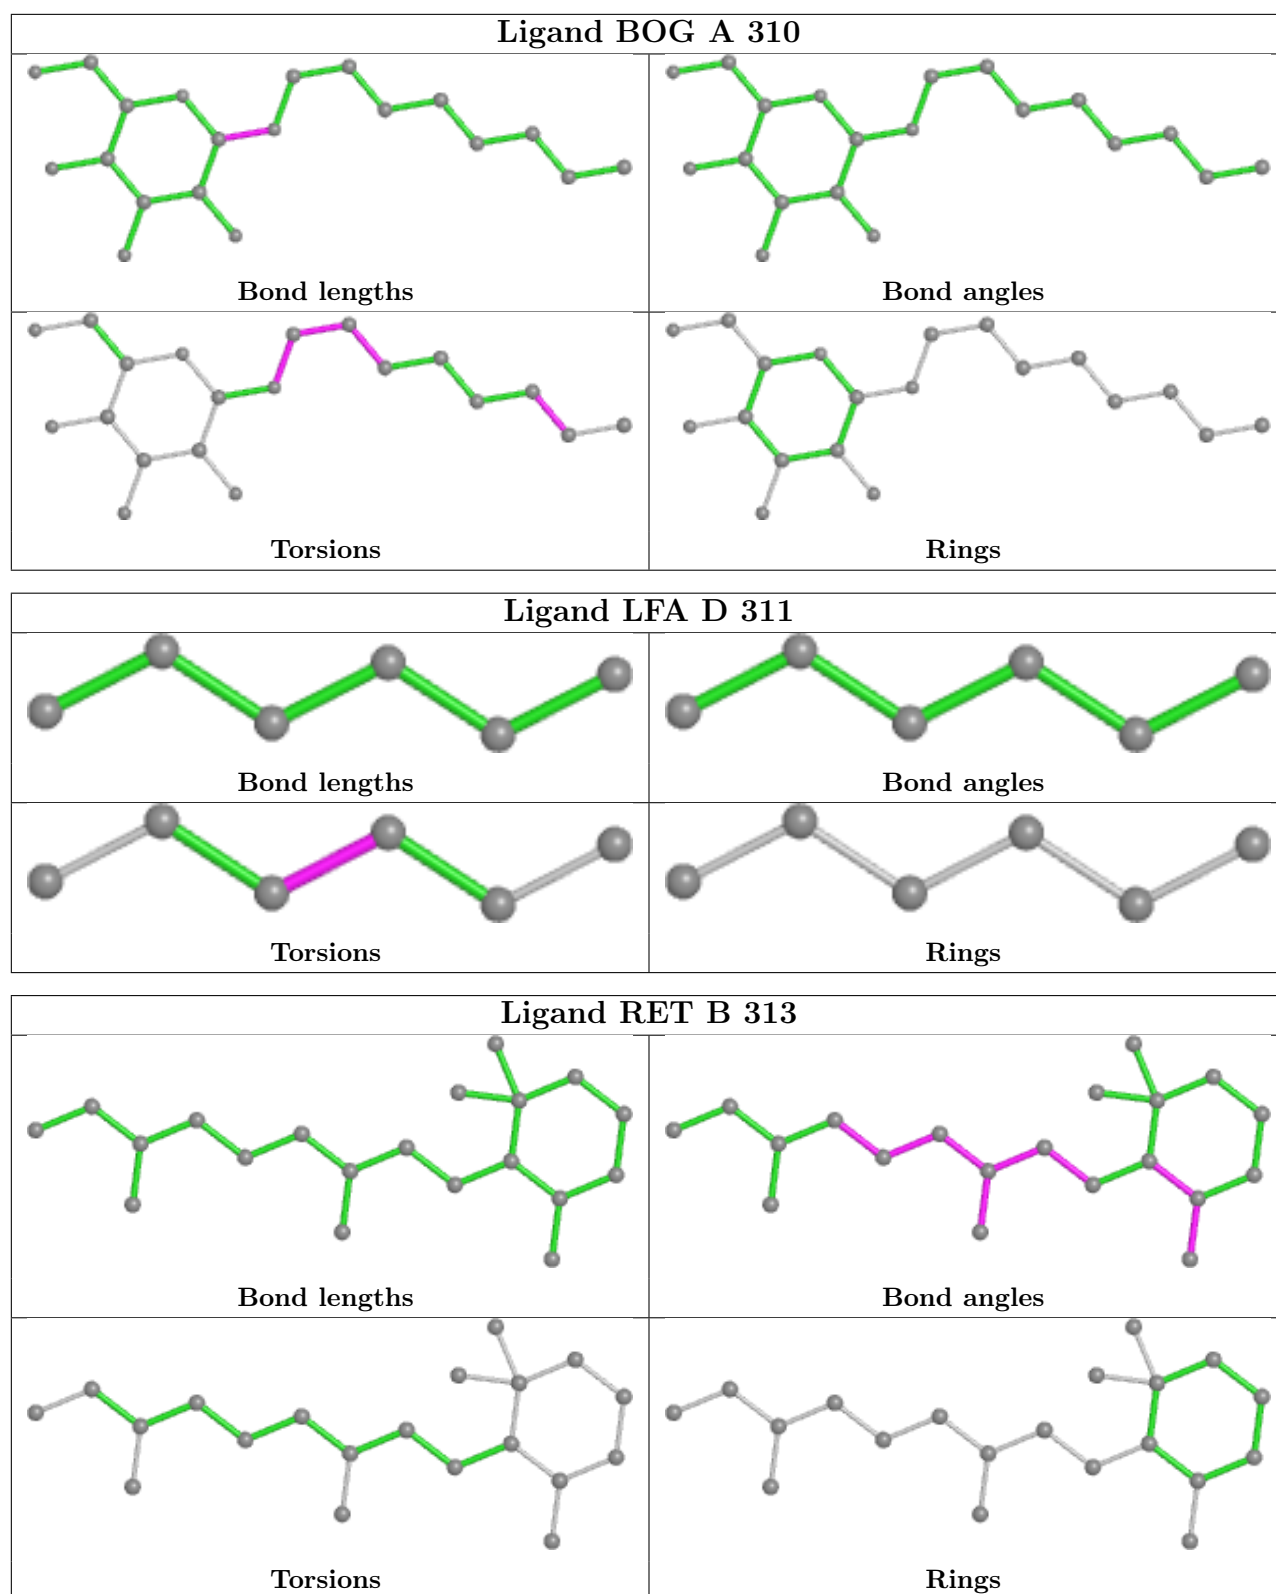 Ligand BOG A 310
Bond lengths
Bond angles
Torsions
Rings
Ligand LFA D 311
Bond lengths
Bond angles
Torsions
Rings
Ligand RET B 313
Bond lengths
Bond angles
Torsions
Rings